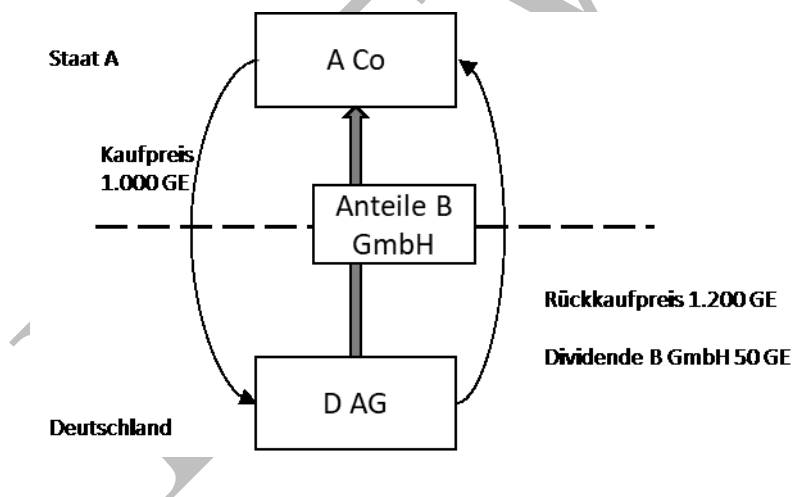 A Co
Staat A
Kaufpreis
1.000 GE
Anteile B
GmbH
Rückkaufpreis 1.200 GE
Dividende B GmbH 50 GE
D AG
Deutschland